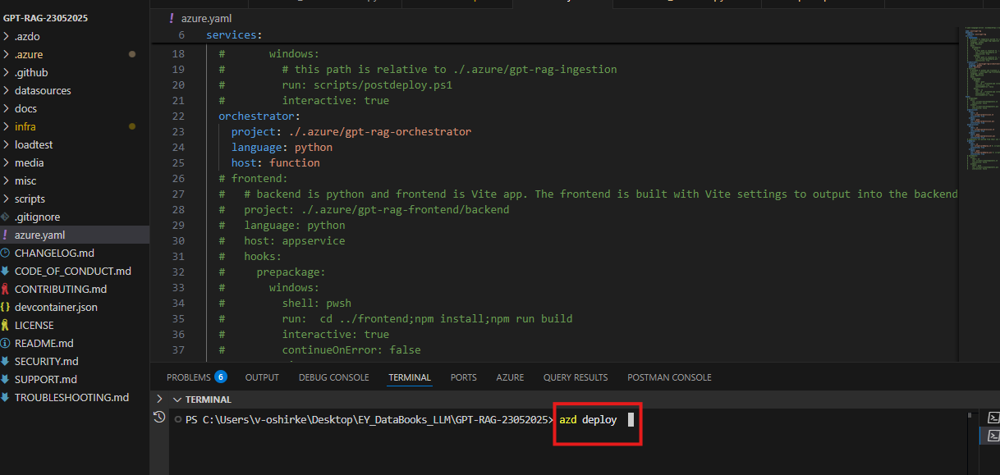 GPT-RAG-23052025
.azdo
.azure
.github
datasources
docs
infra
loadtest
media
misc
scripts
.gitignore
! azure.yaml
CHANGELOG.md
CODE_OF_CONDUCT.md
CONTRIBUTING.md
{} devcontainer.json
LICENSE
README.md
SECURITY.md
SUPPORT.md
TROUBLESHOOTING.md
! azure.yaml
6 services:
18 # windows:
19 # # this path is relative to ./.azure/gpt-rag-ingestion
20 # run: scripts/postdeploy.ps1
21 # interactive: true
22 orchestrator:
23 project: ./.azure/gpt-rag-orchestrator
24 language: python
25 host: function
26 # frontend:
27 # # backend is python and frontend is Vite app. The frontend is built with Vite settings to output into the backend
28 # project: ./.azure/gpt-rag-frontend/backend
29 # language: python
30 # host: appservice
31 # hooks:
32 # prepackage:
33 # windows:
34 # shell: pwsh
35 # run:  cd ../frontend;npm install;npm run build
36 # interactive: true
37 # continueOnError: false
PROBLEMS 6 OUTPUT DEBUG CONSOLE TERMINAL PORTS AZURE QUERY RESULTS POSTMAN CONSOLE
TERMINAL
PS C:\Users\v-oshirke\Desktop\EY_DataBooks_LLM\GPT-RAG-23052025> azd deploy